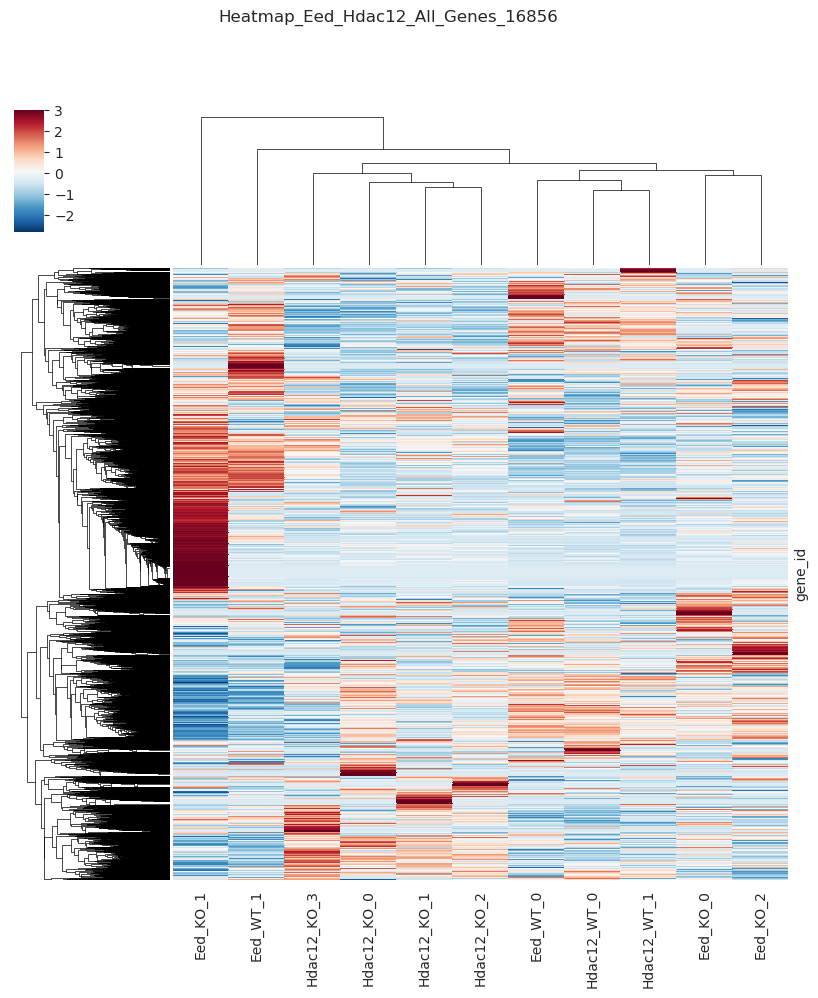 Heatmap_Eed_Hdac12_All_Genes_16856
3
2
1
0
−1
−2
gene_id
Eed_KO_1
Eed_WT_1
Hdac12_KO_3
Hdac12_KO_0
Hdac12_KO_1
Hdac12_KO_2
Eed_WT_0
Hdac12_WT_0
Hdac12_WT_1
Eed_KO_0
Eed_KO_2